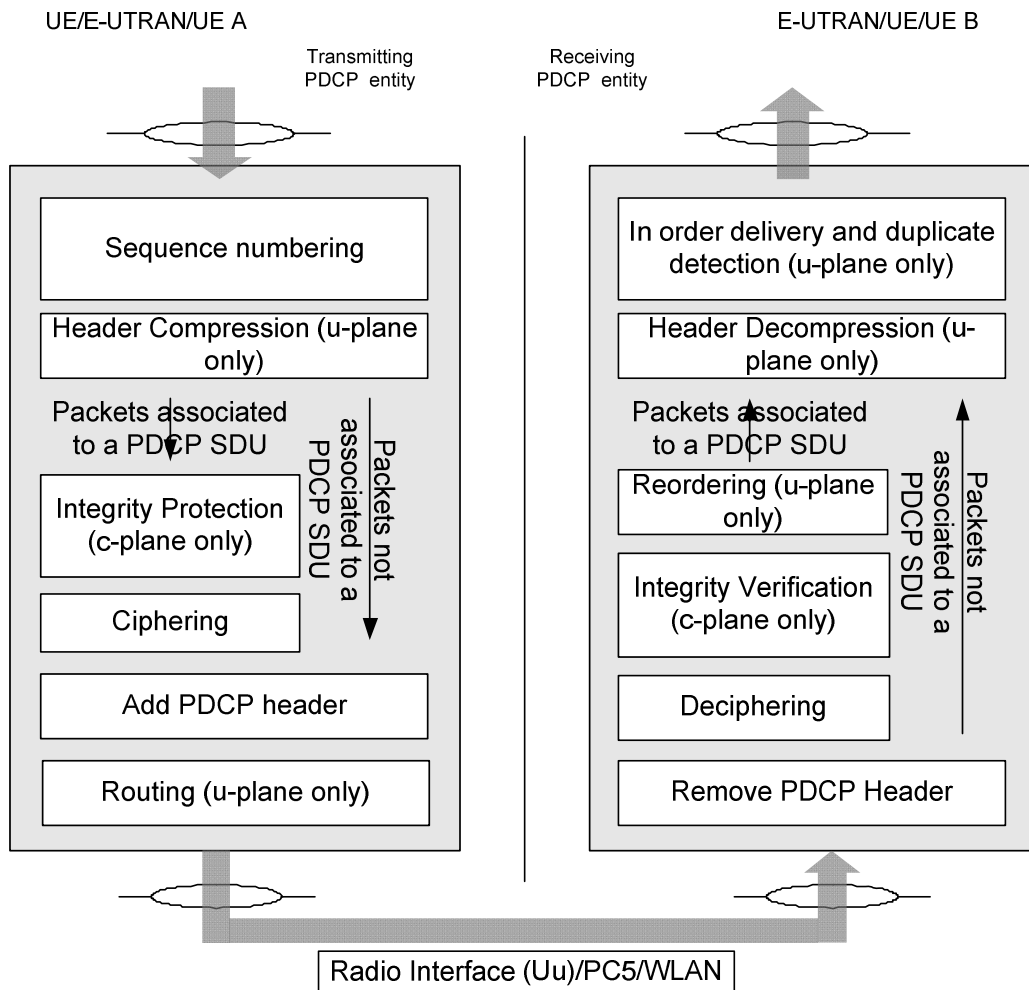 UE/E-UTRAN/UE A
E-UTRAN/UE/UE B
Transmitting
PDCP entity
Receiving
PDCP entity
Sequence numbering
Header Compression (u-plane
only)
Packets associated
to a PDCP SDU
Packets not
associated to a
PDCP SDU
Integrity Protection
(c-plane only)
Ciphering
Add PDCP header
Routing (u-plane only)
In order delivery and duplicate
detection (u-plane only)
Header Decompression (u-
plane only)
Packets associated
to a PDCP SDU
Reordering (u-plane
only)
Packets not
associated to a
PDCP SDU
Integrity Verification
(c-plane only)
Deciphering
Remove PDCP Header
Radio Interface (Uu)/PC5/WLAN